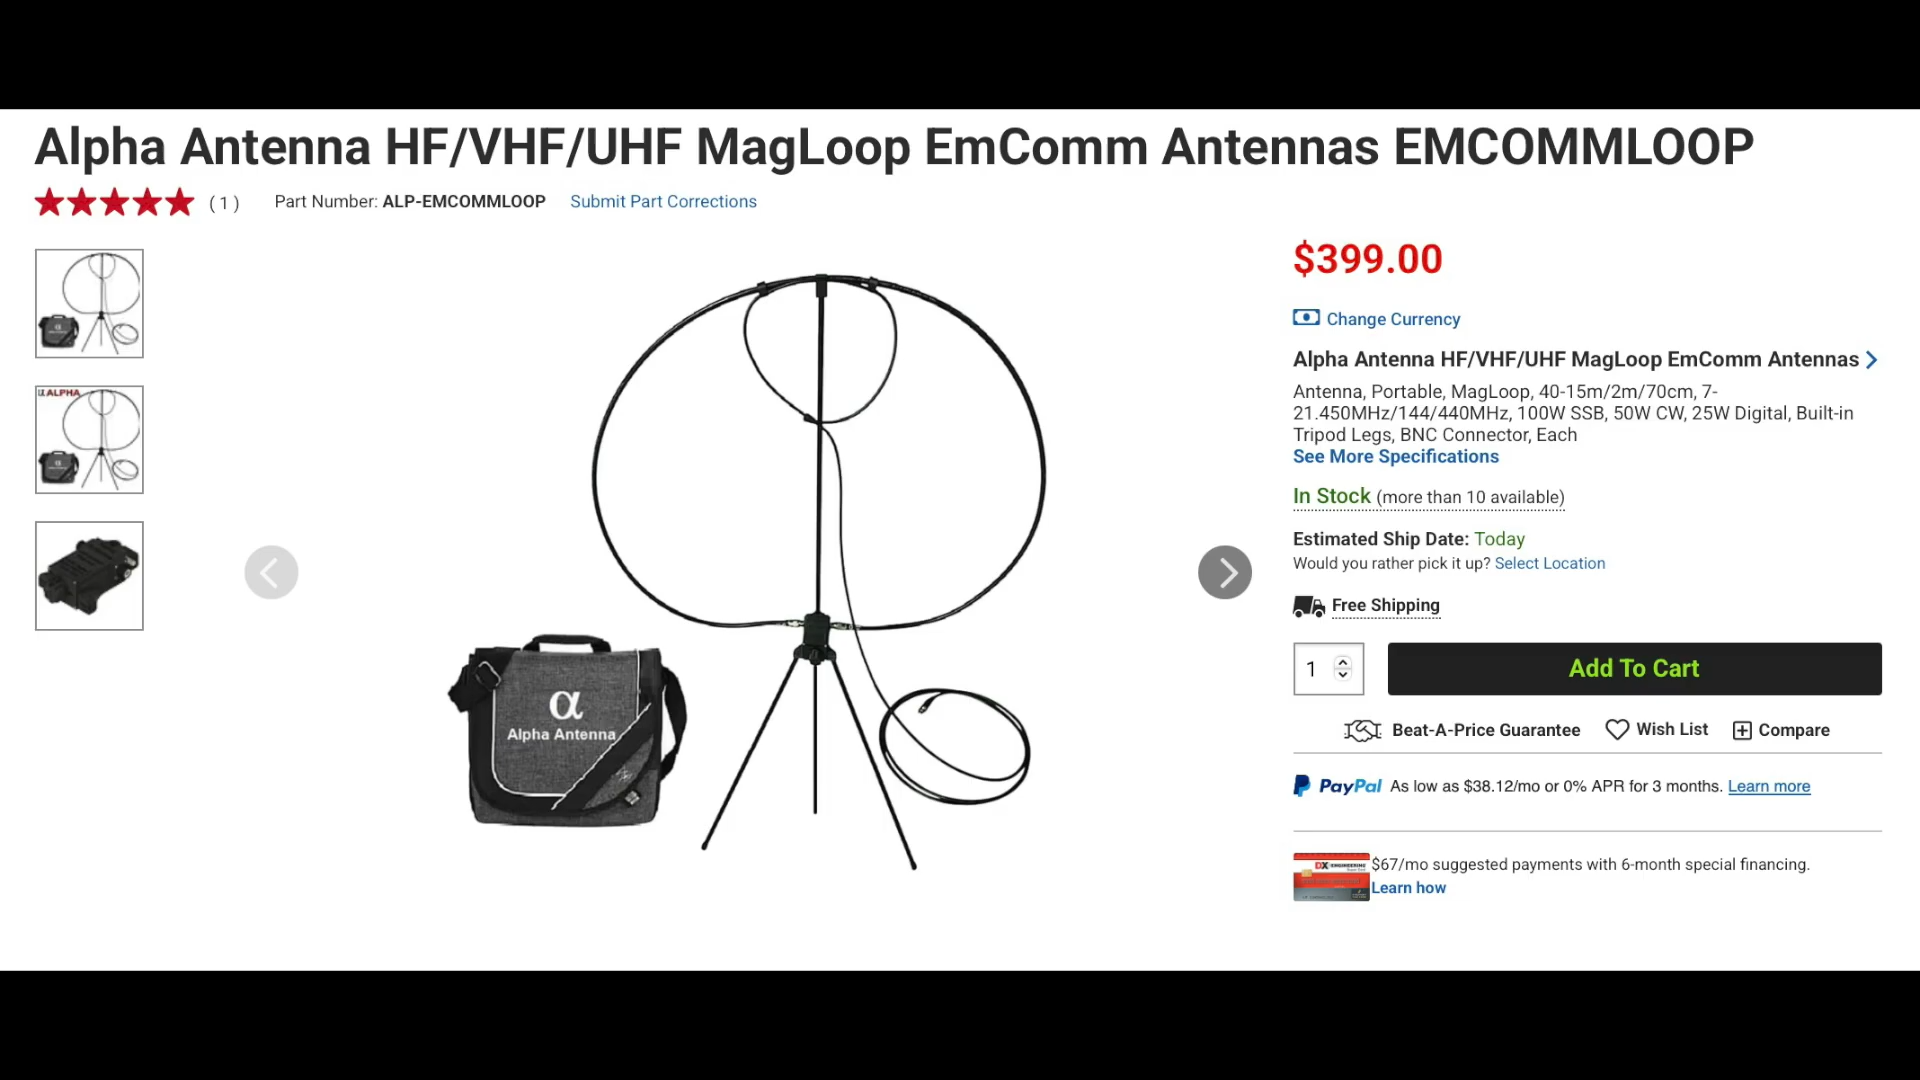 Alpha Antenna HF/VHF/UHF MagLoop EmComm Antennas EMCOMMLOOP
( 1 ) Part Number: ALP-EMCOMMLOOP Submit Part Corrections
$399.00
Change Currency
Alpha Antenna HF/VHF/UHF MagLoop EmComm Antennas
Antenna, Portable, MagLoop, 40-15m/2m/70cm, 7-
21.450MHz/144/440MHz, 100W SSB, 50W CW, 25W Digital, Built-in
Tripod Legs, BNC Connector, Each
See More Specifications
In Stock (more than 10 available)
Estimated Ship Date: Today
Would you rather pick it up? Select Location
Free Shipping
1 Add To Cart
Beat-A-Price Guarantee Wish List Compare
PayPal As low as $38.12/mo or 0% APR for 3 months. Learn more
DX ENGINEERING
$67/mo suggested payments with 6-month special financing.
Learn how
α ALPHA
α
Alpha Antenna